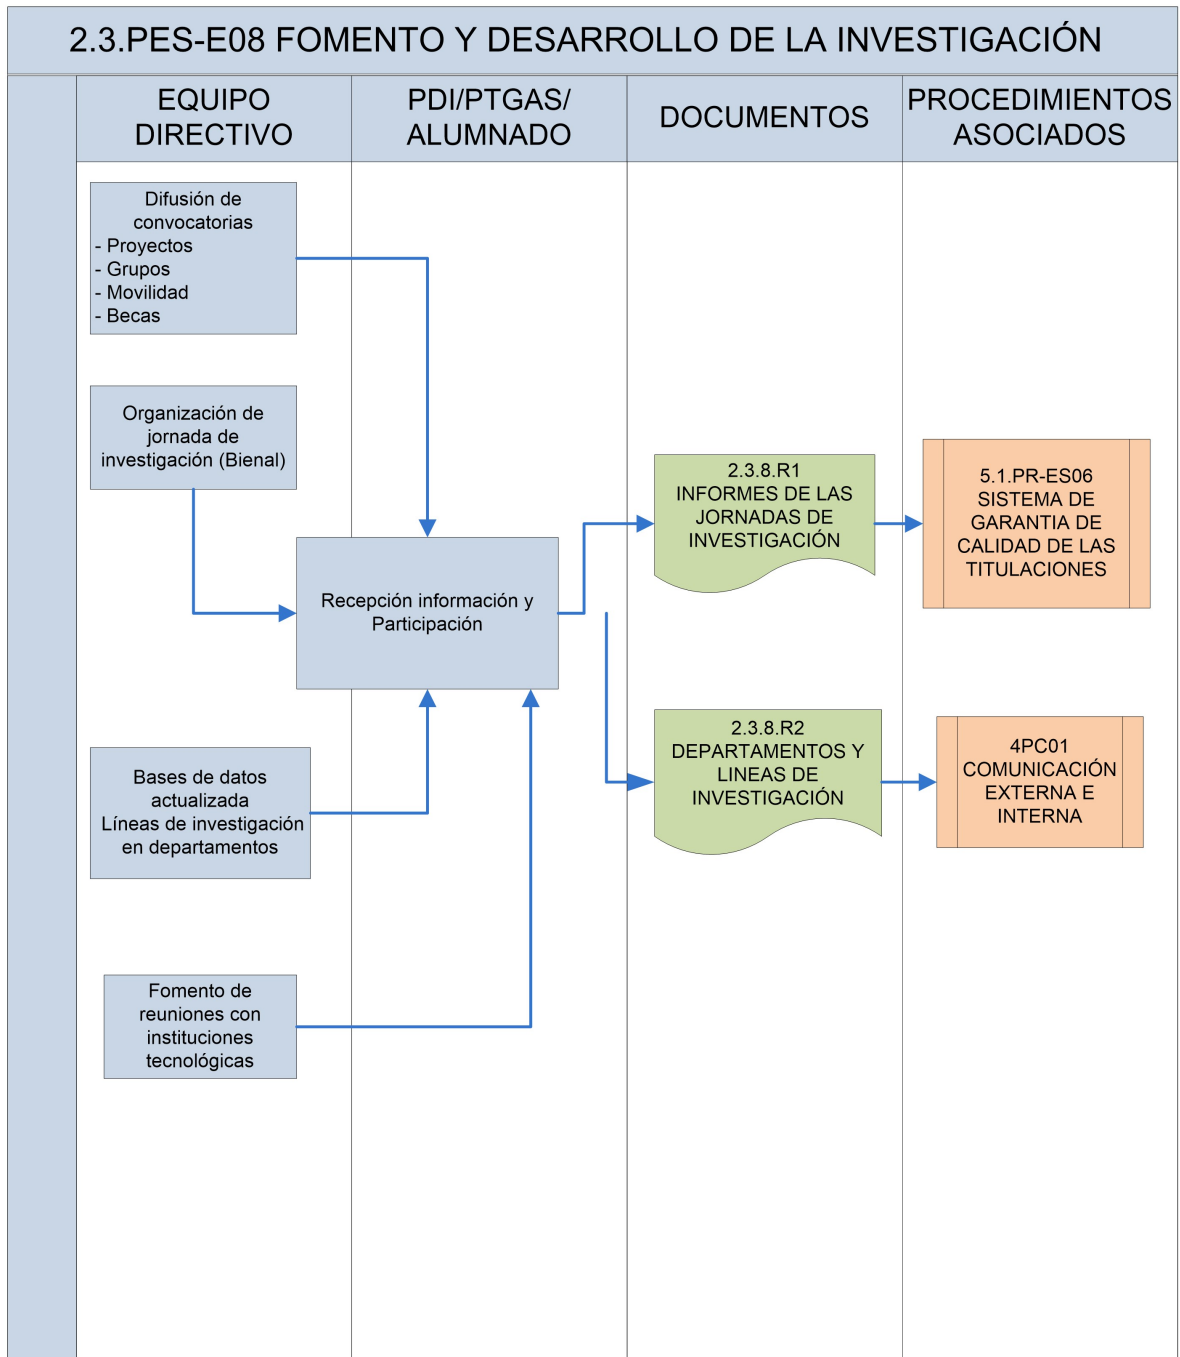 2.3.PES-E08 FOMENTO Y DESARROLLO DE LA INVESTIGACIÓN
EQUIPO
DIRECTIVO
PDI/PTGAS/
ALUMNADO
DOCUMENTOS
PROCEDIMIENTOS
ASOCIADOS
Difusión de
convocatorias
- Proyectos
- Grupos
- Movilidad
- Becas
Organización de
jornada de
investigación (Bienal)
Recepción información y
Participación
2.3.8.R1
INFORMES DE LAS
JORNADAS DE
INVESTIGACIÓN
5.1.PR-ES06
SISTEMA DE
GARANTIA DE
CALIDAD DE LAS
TITULACIONES
Bases de datos
actualizada
Líneas de investigación
en departamentos
2.3.8.R2
DEPARTAMENTOS Y
LINEAS DE
INVESTIGACIÓN
4PC01
COMUNICACIÓN
EXTERNA E
INTERNA
Fomento de
reuniones con
instituciones
tecnológicas